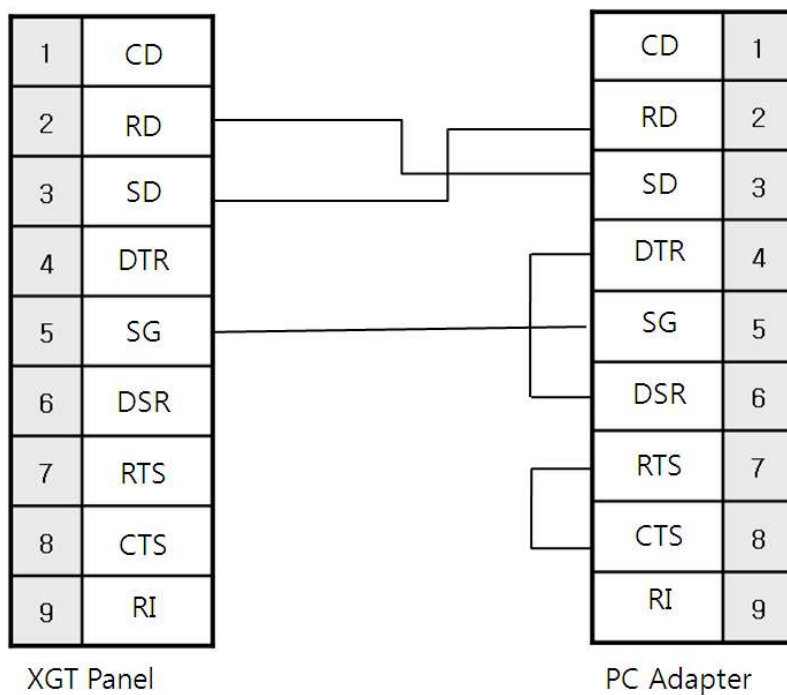 1 CD CD 1
2 RD RD 2
3 SD SD 3
4 DTR DTR 4
5 SG SG 5
6 DSR DSR 6
7 RTS RTS 7
8 CTS CTS 8
9 RI RI 9
XGT Panel PC Adapter